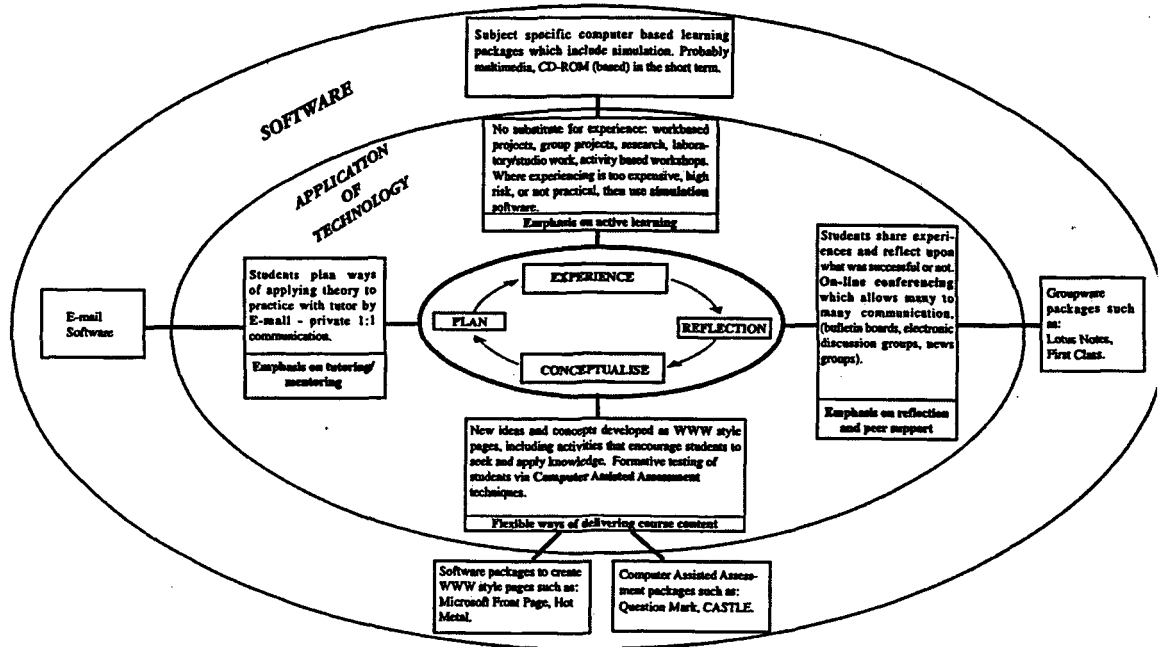 Subject specific computer based learning
packages which include simulation. Probably
multimedia, CD-ROM (based) in the short term.
SOFTWARE
APPLICATION
OF
TECHNOLOGY
No substitute for experience: workbased
projects, group projects, research, labora-
tory/studio work, activity based workshops.
Where experiencing is too expensive, high
risk, or not practical, then use simulation
software.
Emphasis on active learning
E-mail
Software
Students plan ways
of applying theory to
practice with tutor by
E-mail - private 1:1
communication.
Emphasis on tutoring/
mentoring
EXPERIENCE
PLAN
REFLECTION
CONCEPTUALISE
Students share experi-
ences and reflect upon
what was successful or not.
On-line conferencing
which allows many to
many communication.
(bulletin boards, electronic
discussion groups, news
groups).
Emphasis on reflection
and peer support
Groupware
packages such
as:
Lotus Notes,
First Class.
New ideas and concepts developed as WWW style
pages, including activities that encourage students to
seek and apply knowledge. Formative testing of
students via Computer Assisted Assessment
techniques.
Flexible ways of delivering course content
Software packages to create
WWW style pages such as:
Microsoft Front Page, Hot
Metal.
Computer Assisted Assess-
ment packages such as:
Question Mark, CASTLE.